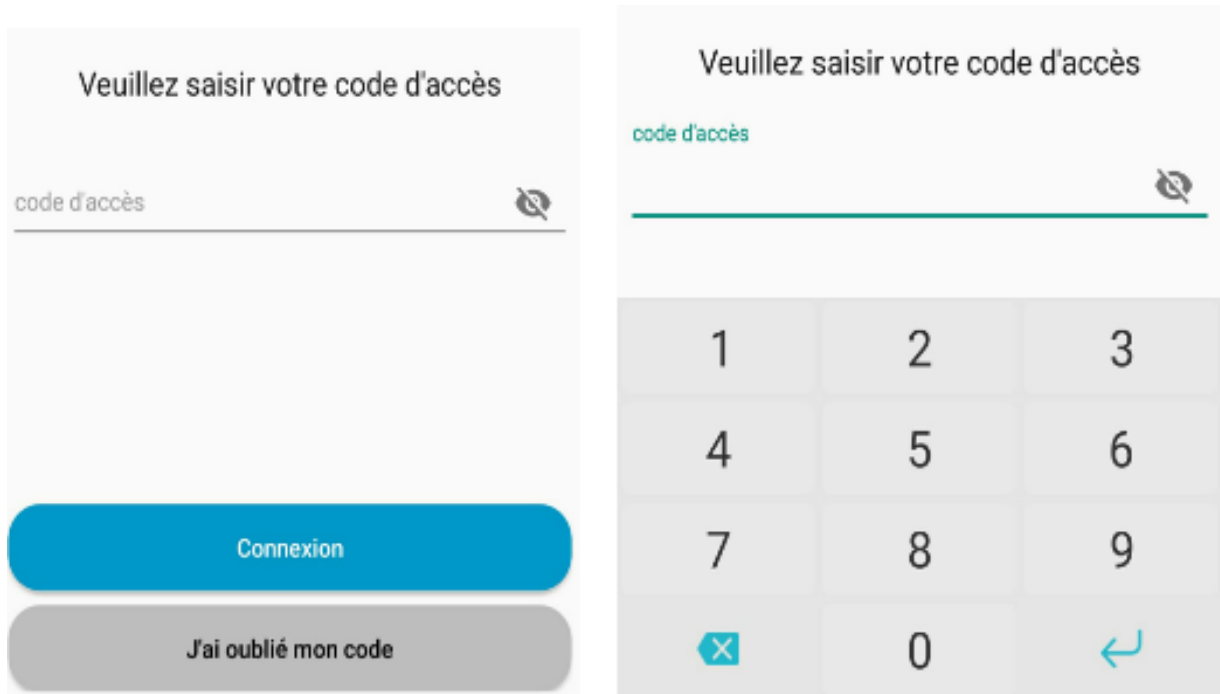 Veuillez saisir votre code d'accès
code d'accès
Connexion
J'ai oublié mon code
Veuillez saisir votre code d'accès
code d'accès
1 2 3
4 5 6
7 8 9
0